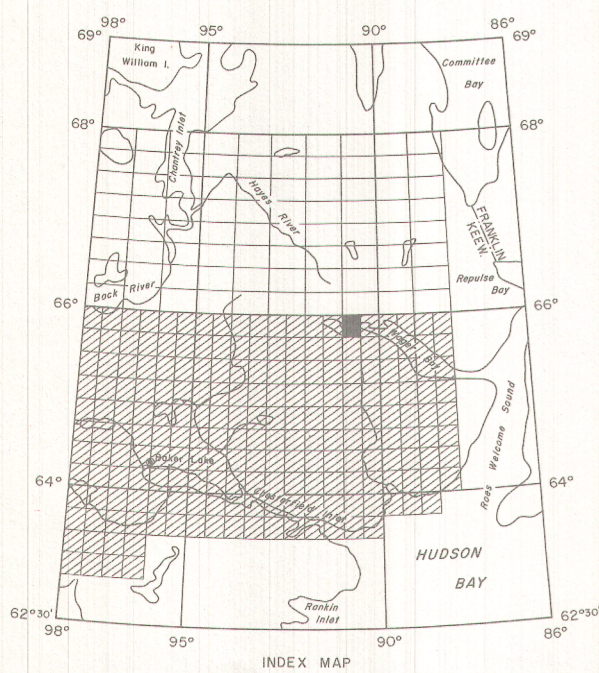 98° 95° 90° 86°
69° 69°
King
William I.
Committee
Bay
68° 68°
Chantrey Inlet
Hayes
River
FRANKLIN
KEEW.
Repulse
Bay
Back River
66° 66°
Wager Bay
Roes Welcome Sound
Baker Lake
64° 64°
Chesterfield Inlet
HUDSON
BAY
Rankin
Inlet
62°30' 62°30'
98° 95° 90° 86°
INDEX MAP